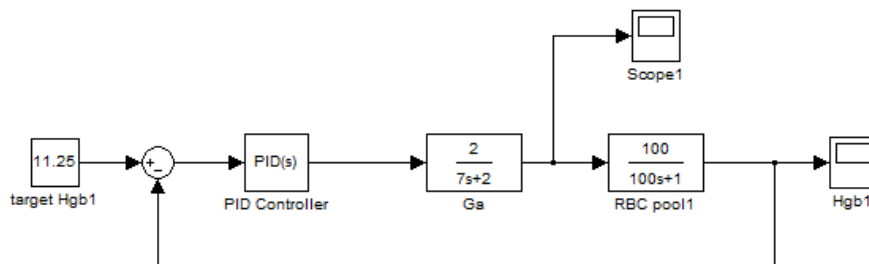 Scope1
11.25
+
−
PID(s)
2
7s+2
100
100s+1
target Hgb1
PID Controller
Ga
RBC pool1
Hgb1